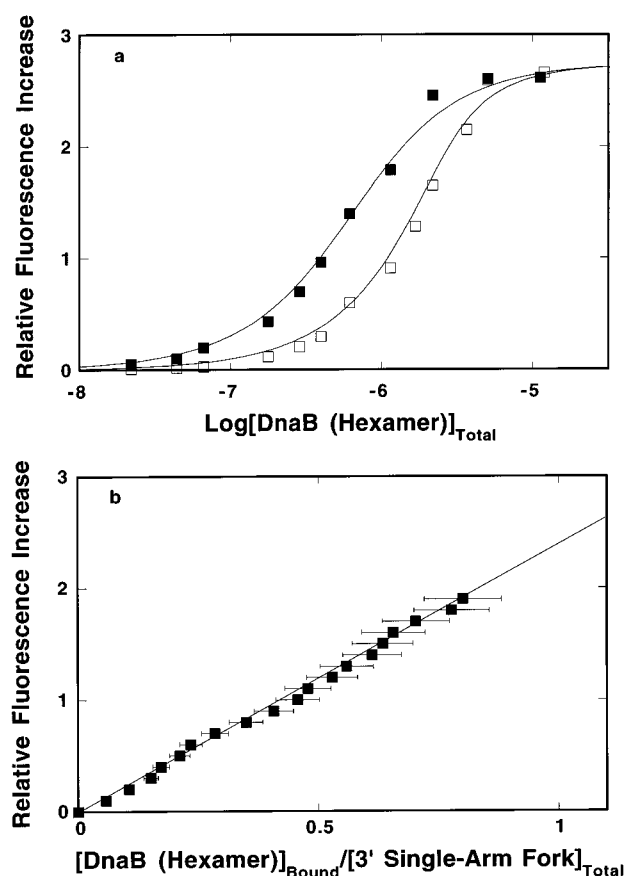 3
a
2
1
0
Relative Fluorescence Increase
-8 -7 -6 -5
Log[DnaB (Hexamer)]Total
3
b
2
1
0
Relative Fluorescence Increase
0 0.5 1
[DnaB (Hexamer)]Bound/[3' Single-Arm Fork]Total